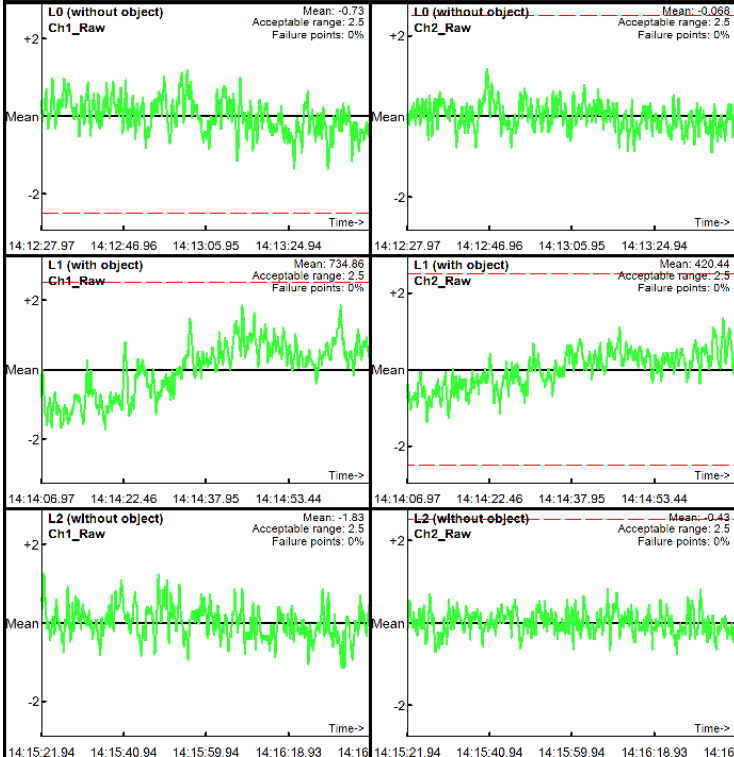 L0 (without object)
Mean: -0.73
Ch1_Raw
Acceptable range: 2.5
Failure points: 0%
+2
Mean
-2
Time->
14:12:27.97 14:12:46.96 14:13:05.95 14:13:24.94
L0 (without object)
Mean: -0.068
Ch2_Raw
Acceptable range: 2.5
Failure points: 0%
+2
Mean
-2
Time->
14:12:27.97 14:12:46.96 14:13:05.95 14:13:24.94
L1 (with object)
Mean: 734.86
Ch1_Raw
Acceptable range: 2.5
Failure points: 0%
+2
Mean
-2
Time->
14:14:06.97 14:14:22.46 14:14:37.95 14:14:53.44
L1 (with object)
Mean: 420.44
Ch2_Raw
Acceptable range: 2.5
Failure points: 0%
+2
Mean
-2
Time->
14:14:06.97 14:14:22.46 14:14:37.95 14:14:53.44
L2 (without object)
Mean: -1.83
Ch1_Raw
Acceptable range: 2.5
Failure points: 0%
+2
Mean
-2
Time->
14:15:21.94 14:15:40.94 14:15:59.94 14:16:18.93 14:16
L2 (without object)
Mean: -0.43
Ch2_Raw
Acceptable range: 2.5
Failure points: 0%
+2
Mean
-2
Time->
14:15:21.94 14:15:40.94 14:15:59.94 14:16:18.93 14:16